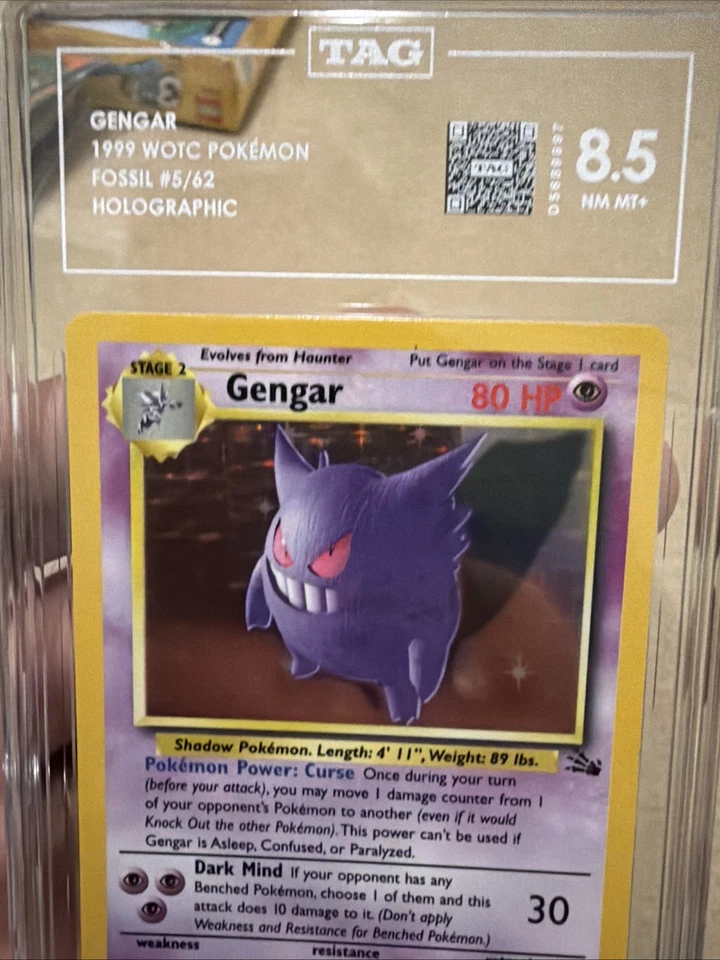 TAG
GENGAR
1999 WOTC POKÉMON
FOSSIL #5/62
HOLOGRAPHIC
TAG
8.5
NM MT+
Evolves from Haunter
Put Gengar on the Stage 1 card
STAGE 2
Gengar
80 HP
Shadow Pokémon. Length: 4' 11", Weight: 89 lbs.
Pokémon Power: Curse Once during your turn
(before your attack), you may move 1 damage counter from 1
of your opponent's Pokémon to another (even if it would
Knock Out the other Pokémon). This power can't be used if
Gengar is Asleep, Confused, or Paralyzed.
Dark Mind If your opponent has any
Benched Pokémon, choose 1 of them and this
attack does 10 damage to it. (Don't apply
Weakness and Resistance for Benched Pokémon.)
30
weakness
resistance